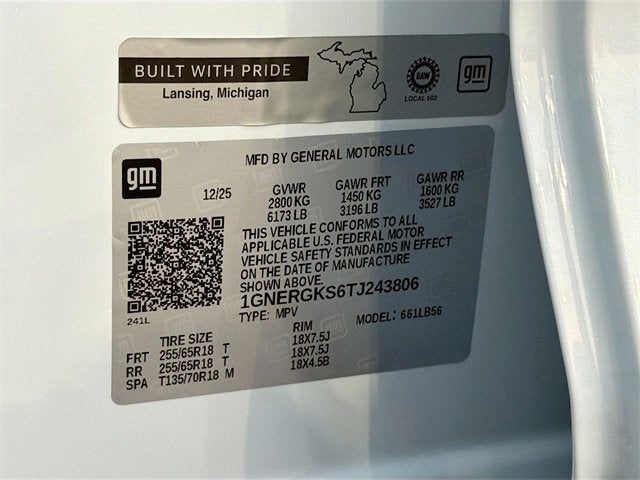 BUILT WITH PRIDE
Lansing, Michigan
UAW
LOCAL 602
gm
gm
MFD BY GENERAL MOTORS LLC
12/25
GVWR
2800 KG
6173 LB
GAWR FRT
1450 KG
3196 LB
GAWR RR
1600 KG
3527 LB
THIS VEHICLE CONFORMS TO ALL
APPLICABLE U.S. FEDERAL MOTOR
VEHICLE SAFETY STANDARDS IN EFFECT
ON THE DATE OF MANUFACTURE
SHOWN ABOVE.
1GNERGKS6TJ243806
TYPE: MPV MODEL: 661LB56
241L
TIRE SIZE RIM
FRT 255/65R18 T 18X7.5J
RR 255/65R18 T 18X7.5J
SPA T135/70R18 M 18X4.5B